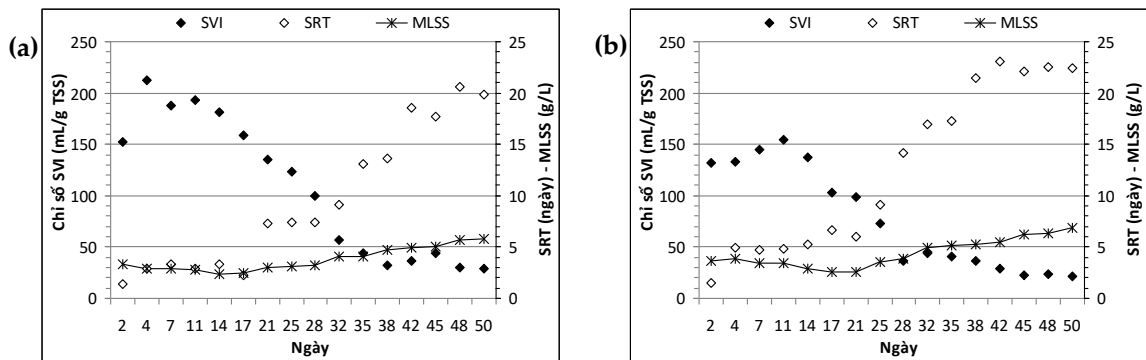 (a)
SVI SRT MLSS
Chỉ số SVI (mL/g TSS)
250
200
150
100
50
0
SRT (ngày) - MLSS (g/L)
25
20
15
10
5
0
2 4 7 11 14 17 21 25 28 32 35 38 42 45 48 50
Ngày
(b)
SVI SRT MLSS
Chỉ số SVI (mL/g TSS)
250
200
150
100
50
0
SRT (ngày) - MLSS (g/L)
25
20
15
10
5
0
2 4 7 11 14 17 21 25 28 32 35 38 42 45 48 50
Ngày